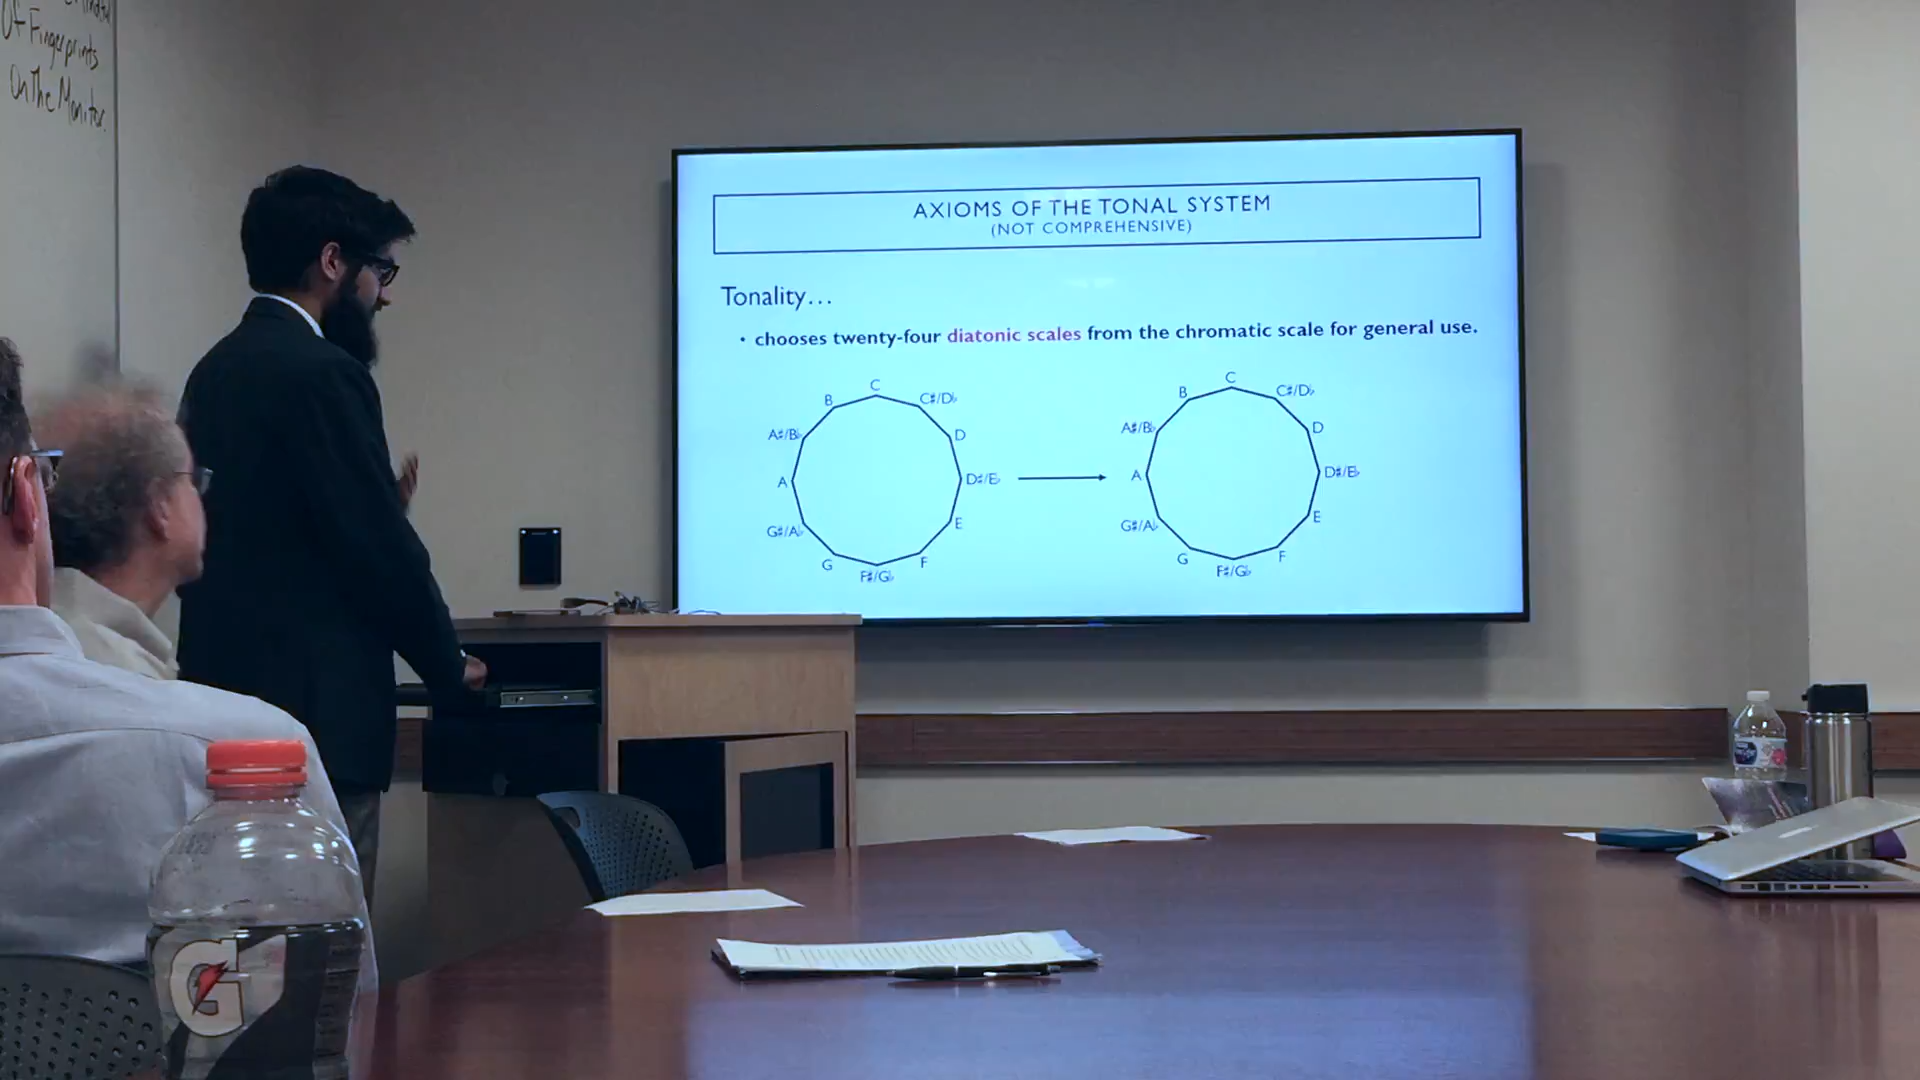 Of Fingerprints
On The Monitor.
AXIOMS OF THE TONAL SYSTEM
(NOT COMPREHENSIVE)
Tonality...
• chooses twenty-four diatonic scales from the chromatic scale for general use.
C
C♯/D♭
D
D♯/E♭
E
F
F♯/G♭
G
G♯/A♭
A
A♯/B♭
B
C
C♯/D♭
D
D♯/E♭
E
F
F♯/G♭
G
G♯/A♭
A
A♯/B♭
B
G